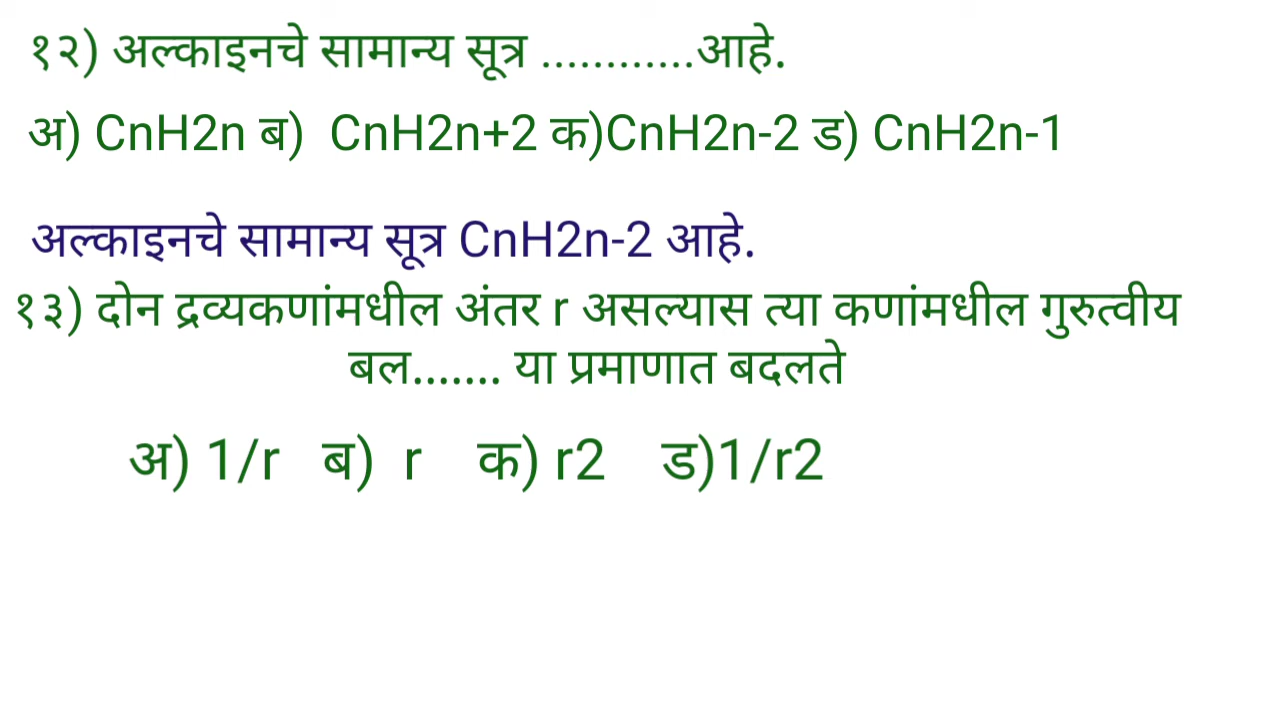 १२) अल्काइनचे सामान्य सूत्र ............आहे.
अ) CnH2n ब) CnH2n+2 क)CnH2n-2 ड) CnH2n-1
अल्काइनचे सामान्य सूत्र CnH2n-2 आहे.
१३) दोन द्रव्यकणांमधील अंतर r असल्यास त्या कणांमधील गुरुत्वीय
बल....... या प्रमाणात बदलते
अ) 1/r ब) r क) r2 ड)1/r2